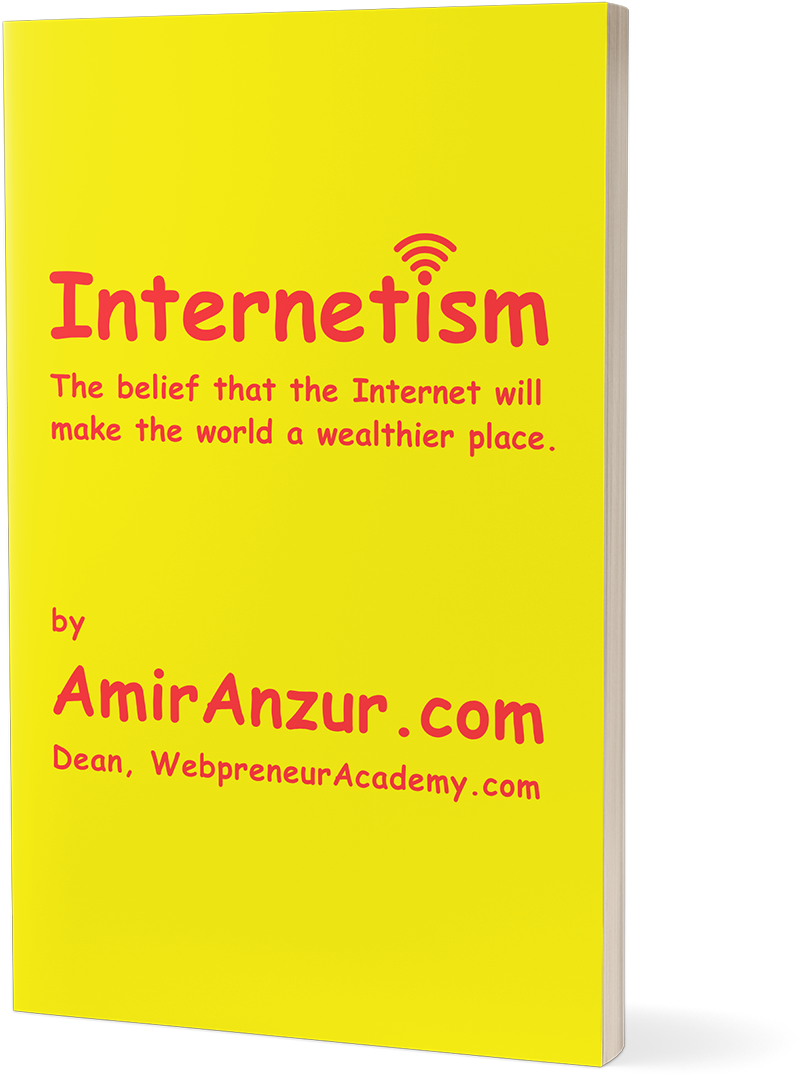 Internetism
The belief that the Internet will
make the world a wealthier place.
by
AmirAnzur.com
Dean, WebpreneurAcademy.com